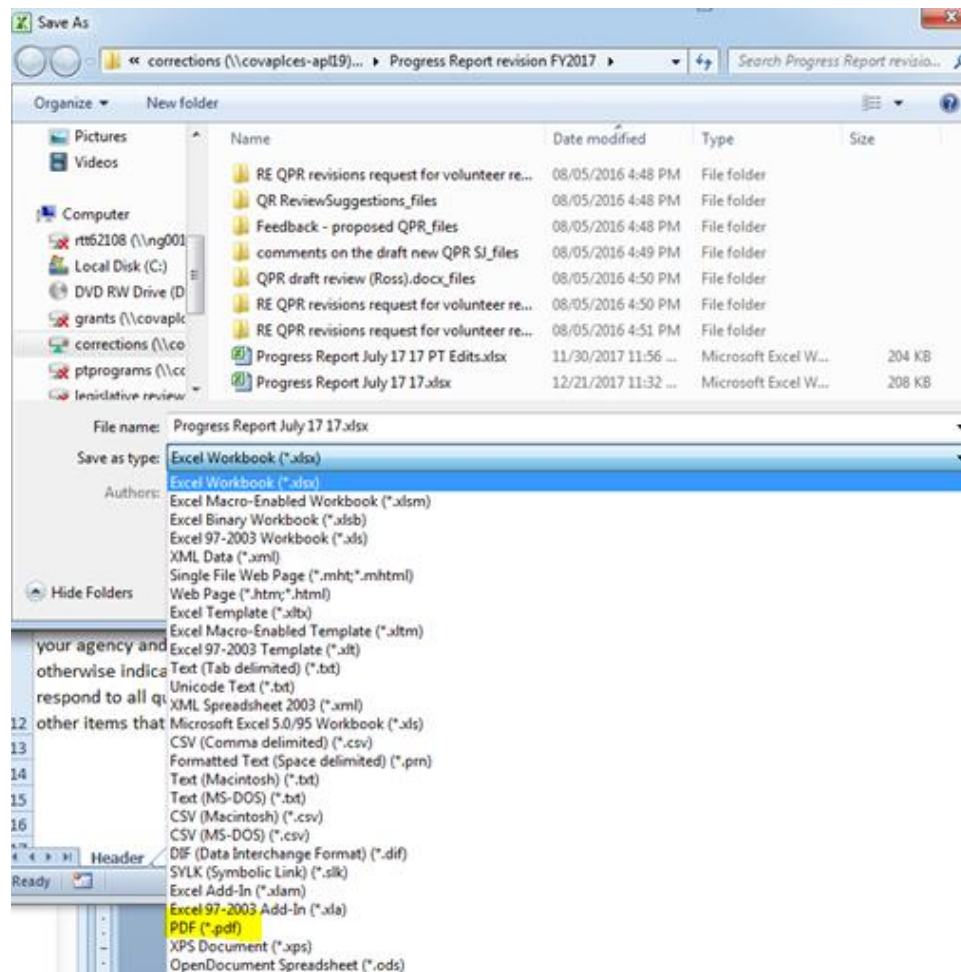 Save As
« corrections (\\covaplces-apl19)... ▸ Progress Report revision FY2017 ▸
Search Progress Report revisio...
Organize ▾ New folder
Name Date modified Type Size
Pictures
Videos
Computer
rtt62108 (\\ng001
Local Disk (C:)
DVD RW Drive (D
grants (\\covaplc
corrections (\\co
ptprograms (\\cc
legislative review
RE QPR revisions request for volunteer re... 08/05/2016 4:48 PM File folder
QR ReviewSuggestions_files 08/05/2016 4:48 PM File folder
Feedback - proposed QPR_files 08/05/2016 4:48 PM File folder
comments on the draft new QPR SJ_files 08/05/2016 4:49 PM File folder
QPR draft review (Ross).docx_files 08/05/2016 4:50 PM File folder
RE QPR revisions request for volunteer re... 08/05/2016 4:50 PM File folder
RE QPR revisions request for volunteer re... 08/05/2016 4:51 PM File folder
Progress Report July 17 17 PT Edits.xlsx 11/30/2017 11:56 ... Microsoft Excel W... 204 KB
Progress Report July 17 17.xlsx 12/21/2017 11:32 ... Microsoft Excel W... 208 KB
File name: Progress Report July 17 17.xlsx
Save as type: Excel Workbook (*.xlsx)
Authors:
Excel Workbook (*.xlsx)
Excel Macro-Enabled Workbook (*.xlsm)
Excel Binary Workbook (*.xlsb)
Excel 97-2003 Workbook (*.xls)
XML Data (*.xml)
Single File Web Page (*.mht;*.mhtml)
Web Page (*.htm;*.html)
Excel Template (*.xltx)
Excel Macro-Enabled Template (*.xltm)
Excel 97-2003 Template (*.xlt)
Text (Tab delimited) (*.txt)
Unicode Text (*.txt)
XML Spreadsheet 2003 (*.xml)
Microsoft Excel 5.0/95 Workbook (*.xls)
CSV (Comma delimited) (*.csv)
Formatted Text (Space delimited) (*.prn)
Text (Macintosh) (*.txt)
Text (MS-DOS) (*.txt)
CSV (Macintosh) (*.csv)
CSV (MS-DOS) (*.csv)
DIF (Data Interchange Format) (*.dif)
SYLK (Symbolic Link) (*.slk)
Excel Add-In (*.xlam)
Excel 97-2003 Add-In (*.xla)
PDF (*.pdf)
XPS Document (*.xps)
OpenDocument Spreadsheet (*.ods)
Hide Folders
your agency and
otherwise indica
respond to all qu
12 other items that
13
14
15
16
Header
Ready